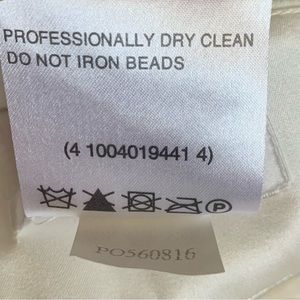 PROFESSIONALLY DRY CLEAN
DO NOT IRON BEADS
(4 1004019441 4)
P
PO560816